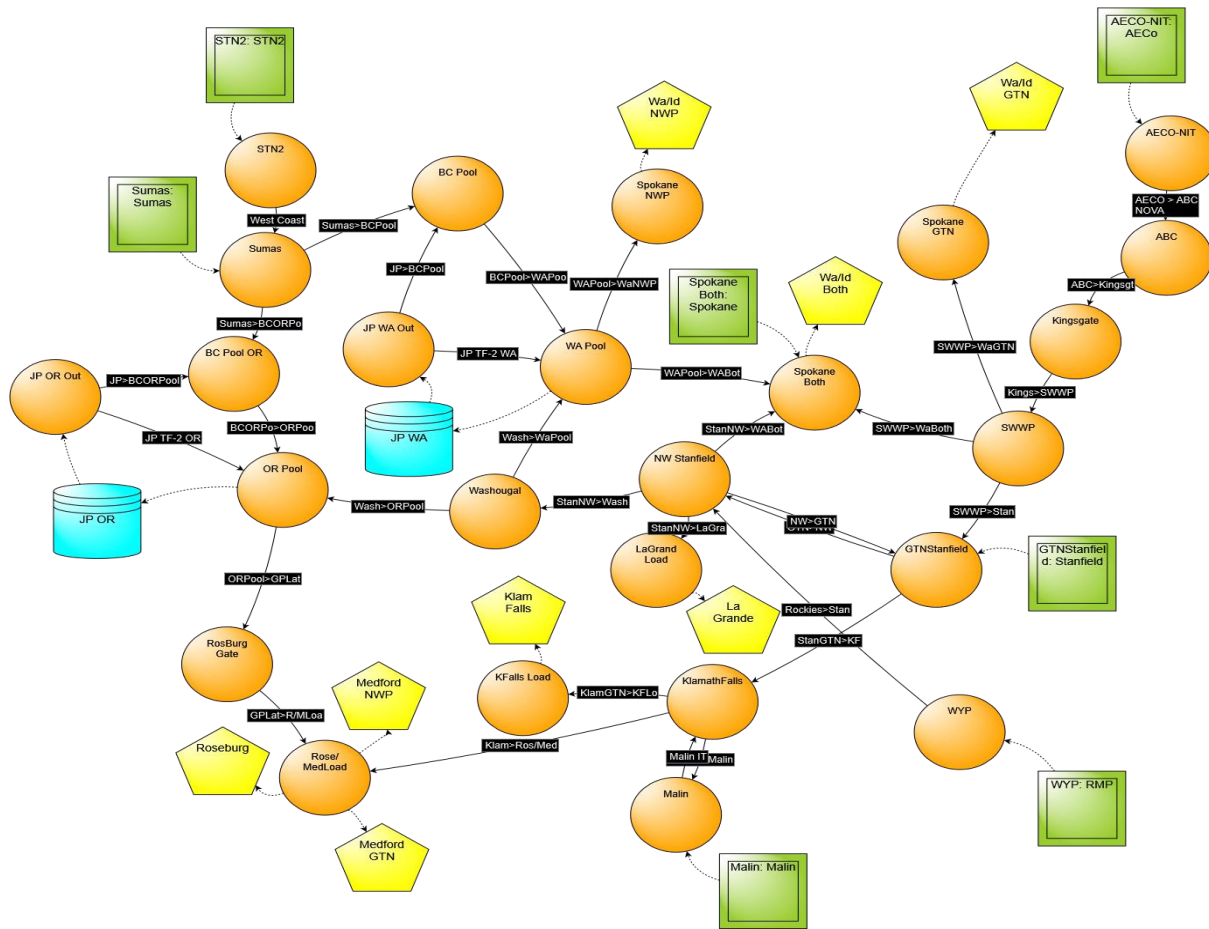 STN2: STN2
AECO-NIT:
AECo
Wa/Id
GTN
Wa/Id
NWP
AECO-NIT
STN2
BC Pool
Spokane
NWP
Sumas:
Sumas
AECO > ABC
NOVA
West Coast
Sumas>BCPool
Spokane
GTN
ABC
Sumas
JP>BCPool
BCPool>WAPoo
WAPool>WaNWP
Spokane
Both:
Spokane
Wa/Id
Both
ABC>Kingsgt
Kingsgate
Sumas>BCORPo
JP WA Out
WA Pool
SWWP>WaGTN
BC Pool OR
JP TF-2 WA
Spokane
Both
JP OR Out
JP>BCORPool
WAPool>WABot
Kings>SWWP
BCORPo>ORPoo
SWWP
JP TF-2 OR
JP WA
Wash>WaPool
StanNW>WABot
SWWP>WaBoth
NW Stanfield
OR Pool
Washougal
Wash>ORPool
StanNW>Wash
SWWP>Stan
JP OR
NW>GTN
StanNW>LaGra
LaGrand
Load
GTNStanfield
GTNStanfiel
d: Stanfield
ORPool>GPLat
Klam
Falls
La
Grande
Rockies>Stan
StanGTN>KF
RosBurg
Gate
Medford
NWP
KFalls Load
KlamGTN>KFLo
KlamathFalls
GPLat>R/MLoa
WYP
Roseburg
Rose/
MedLoad
Klam>Ros/Med
Malin IT
Malin
Malin
WYP: RMP
Medford
GTN
Malin: Malin